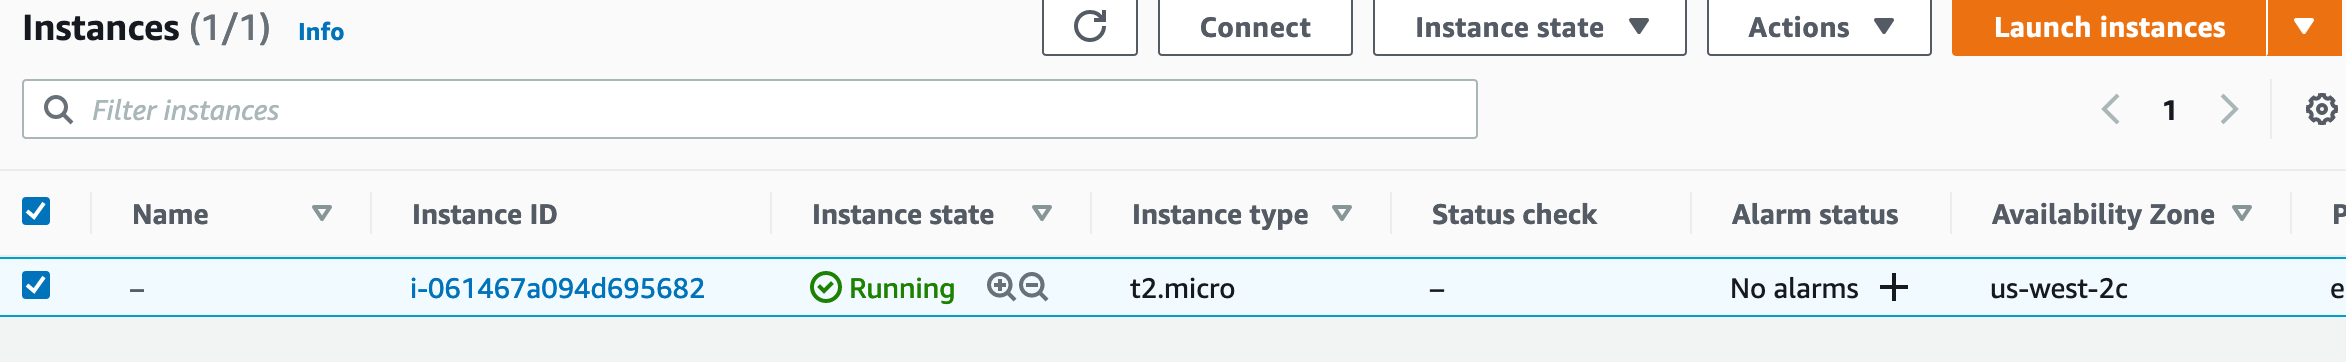 Instances (1/1) Info Connect Instance state Actions Launch instances
Filter instances 1
Name Instance ID Instance state Instance type Status check Alarm status Availability Zone P
– i-061467a094d695682 Running t2.micro – No alarms + us-west-2c e